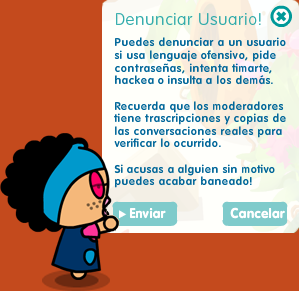 Denunciar Usuario!
Puedes denunciar a un usuario
si usa lenguaje ofensivo, pide
contraseñas, intenta timarte,
hackea o insulta a los demás.
Recuerda que los moderadores
tiene trascripciones y copias de
las conversaciones reales para
verificar lo ocurrido.
Si acusas a alguien sin motivo
puedes acabar baneado!
Enviar
Cancelar